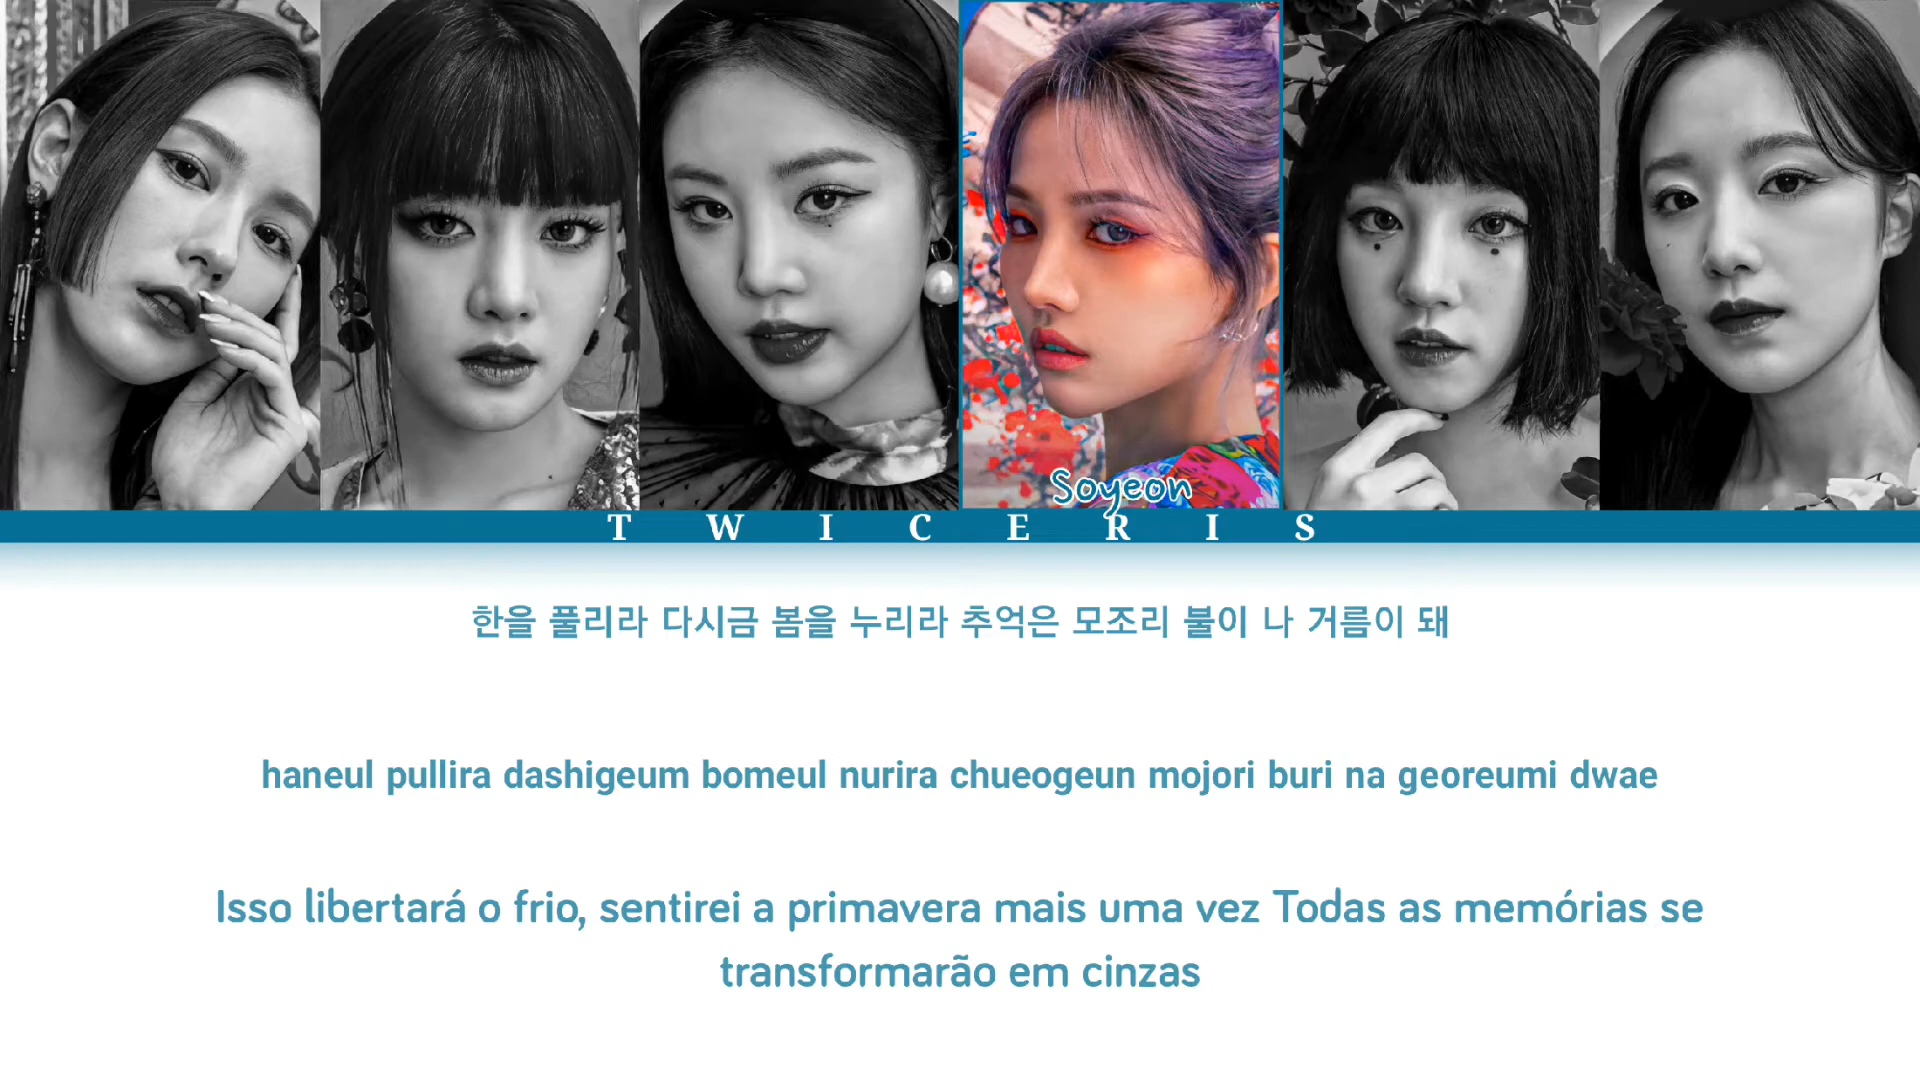 Soyeon
TWICERIS
한을 풀리라 다시금 봄을 누리라 추억은 모조리 불이 나 거름이 돼
haneul pullira dashigeum bomeul nurira chueogeun mojori buri na georeumi dwae
Isso libertará o frio, sentirei a primavera mais uma vez Todas as memórias se
transformarão em cinzas